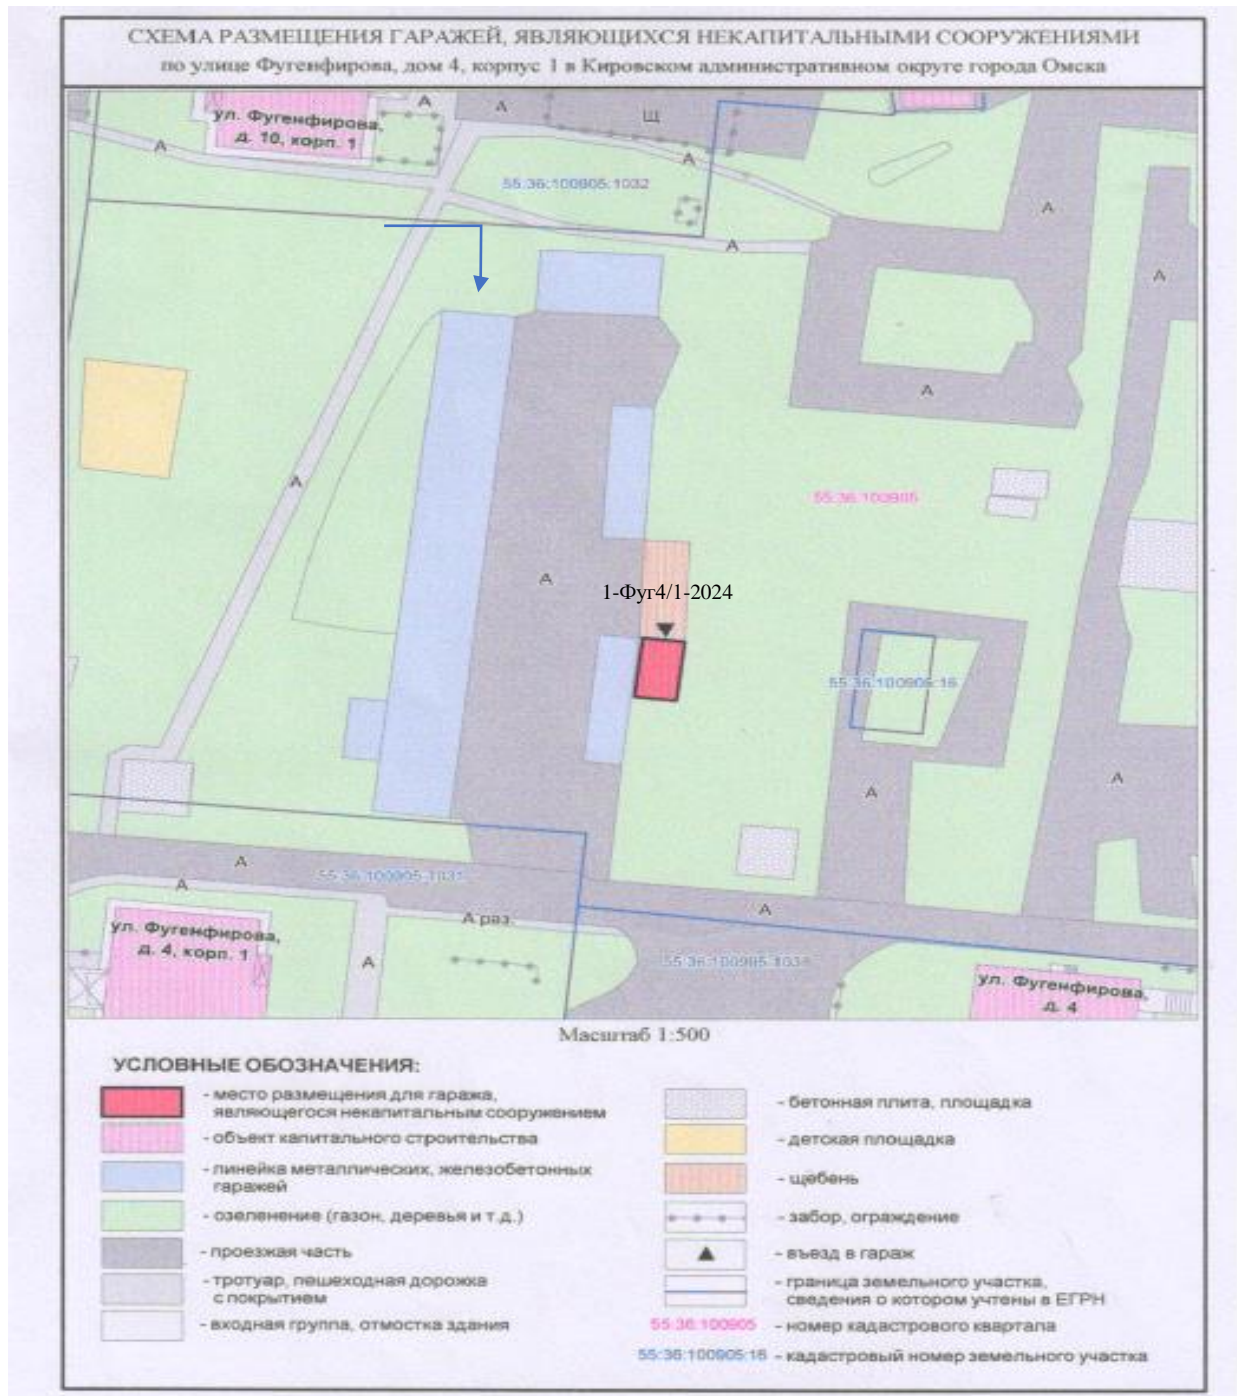 СХЕМА РАЗМЕЩЕНИЯ ГАРАЖЕЙ, ЯВЛЯЮЩИХСЯ НЕКАПИТАЛЬНЫМИ СООРУЖЕНИЯМИ
по улице Фугенфирова, дом 4, корпус 1 в Кировском административном округе города Омска
А
А
Щ
ул. Фугенфирова,
д. 10, корп. 1
А
А
55:36:100905:1032
А
А
А
А
А
55:36:100905
А
1-Фуг4/1-2024
55:36:100905:16
А
А
А
55:36:100905:1031
А
А
А раз.
ул. Фугенфирова,
д. 4, корп. 1
А
ул. Фугенфирова,
д. 4
Масштаб 1:500
УСЛОВНЫЕ ОБОЗНАЧЕНИЯ:
- место размещения для гаража,
являющегося некапитальным сооружением
- объект капитального строительства
- линейка металлических, железобетонных
гаражей
- озеленение (газон, деревья и т.д.)
- проезжая часть
- тротуар, пешеходная дорожка
с покрытием
- входная группа, отмостка здания
- бетонная плита, площадка
- детская площадка
- щебень
- забор, ограждение
- въезд в гараж
- граница земельного участка,
сведения о котором учтены в ЕГРН
55:36:100905 - номер кадастрового квартала
55:36:100905:16 - кадастровый номер земельного участка